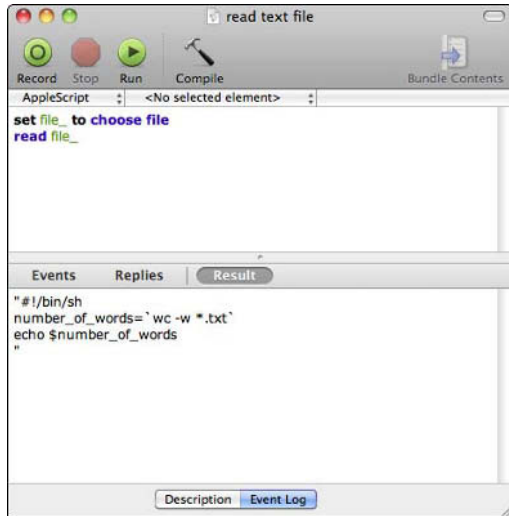 read text file
Record Stop Run Compile Bundle Contents
AppleScript <No selected element>
set file_ to choose file
read file_
Events Replies Result
"#!/bin/sh
number_of_words=`wc -w *.txt`
echo $number_of_words
"
Description Event Log